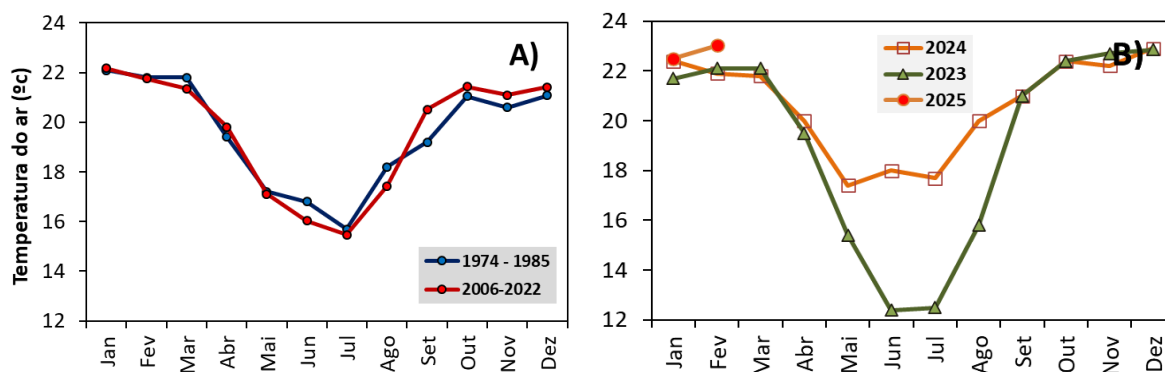 Temperatura do ar (ºc)
24
22
20
18
16
14
12
A)
1974 - 1985
2006-2022
Jan
Fev
Mar
Abr
Mai
Jun
Jul
Ago
Set
Out
Nov
Dez
24
22
20
18
16
14
12
B)
2024
2023
2025
Jan
Fev
Mar
Abr
Mai
Jun
Jul
Ago
Set
Out
Nov
Dez